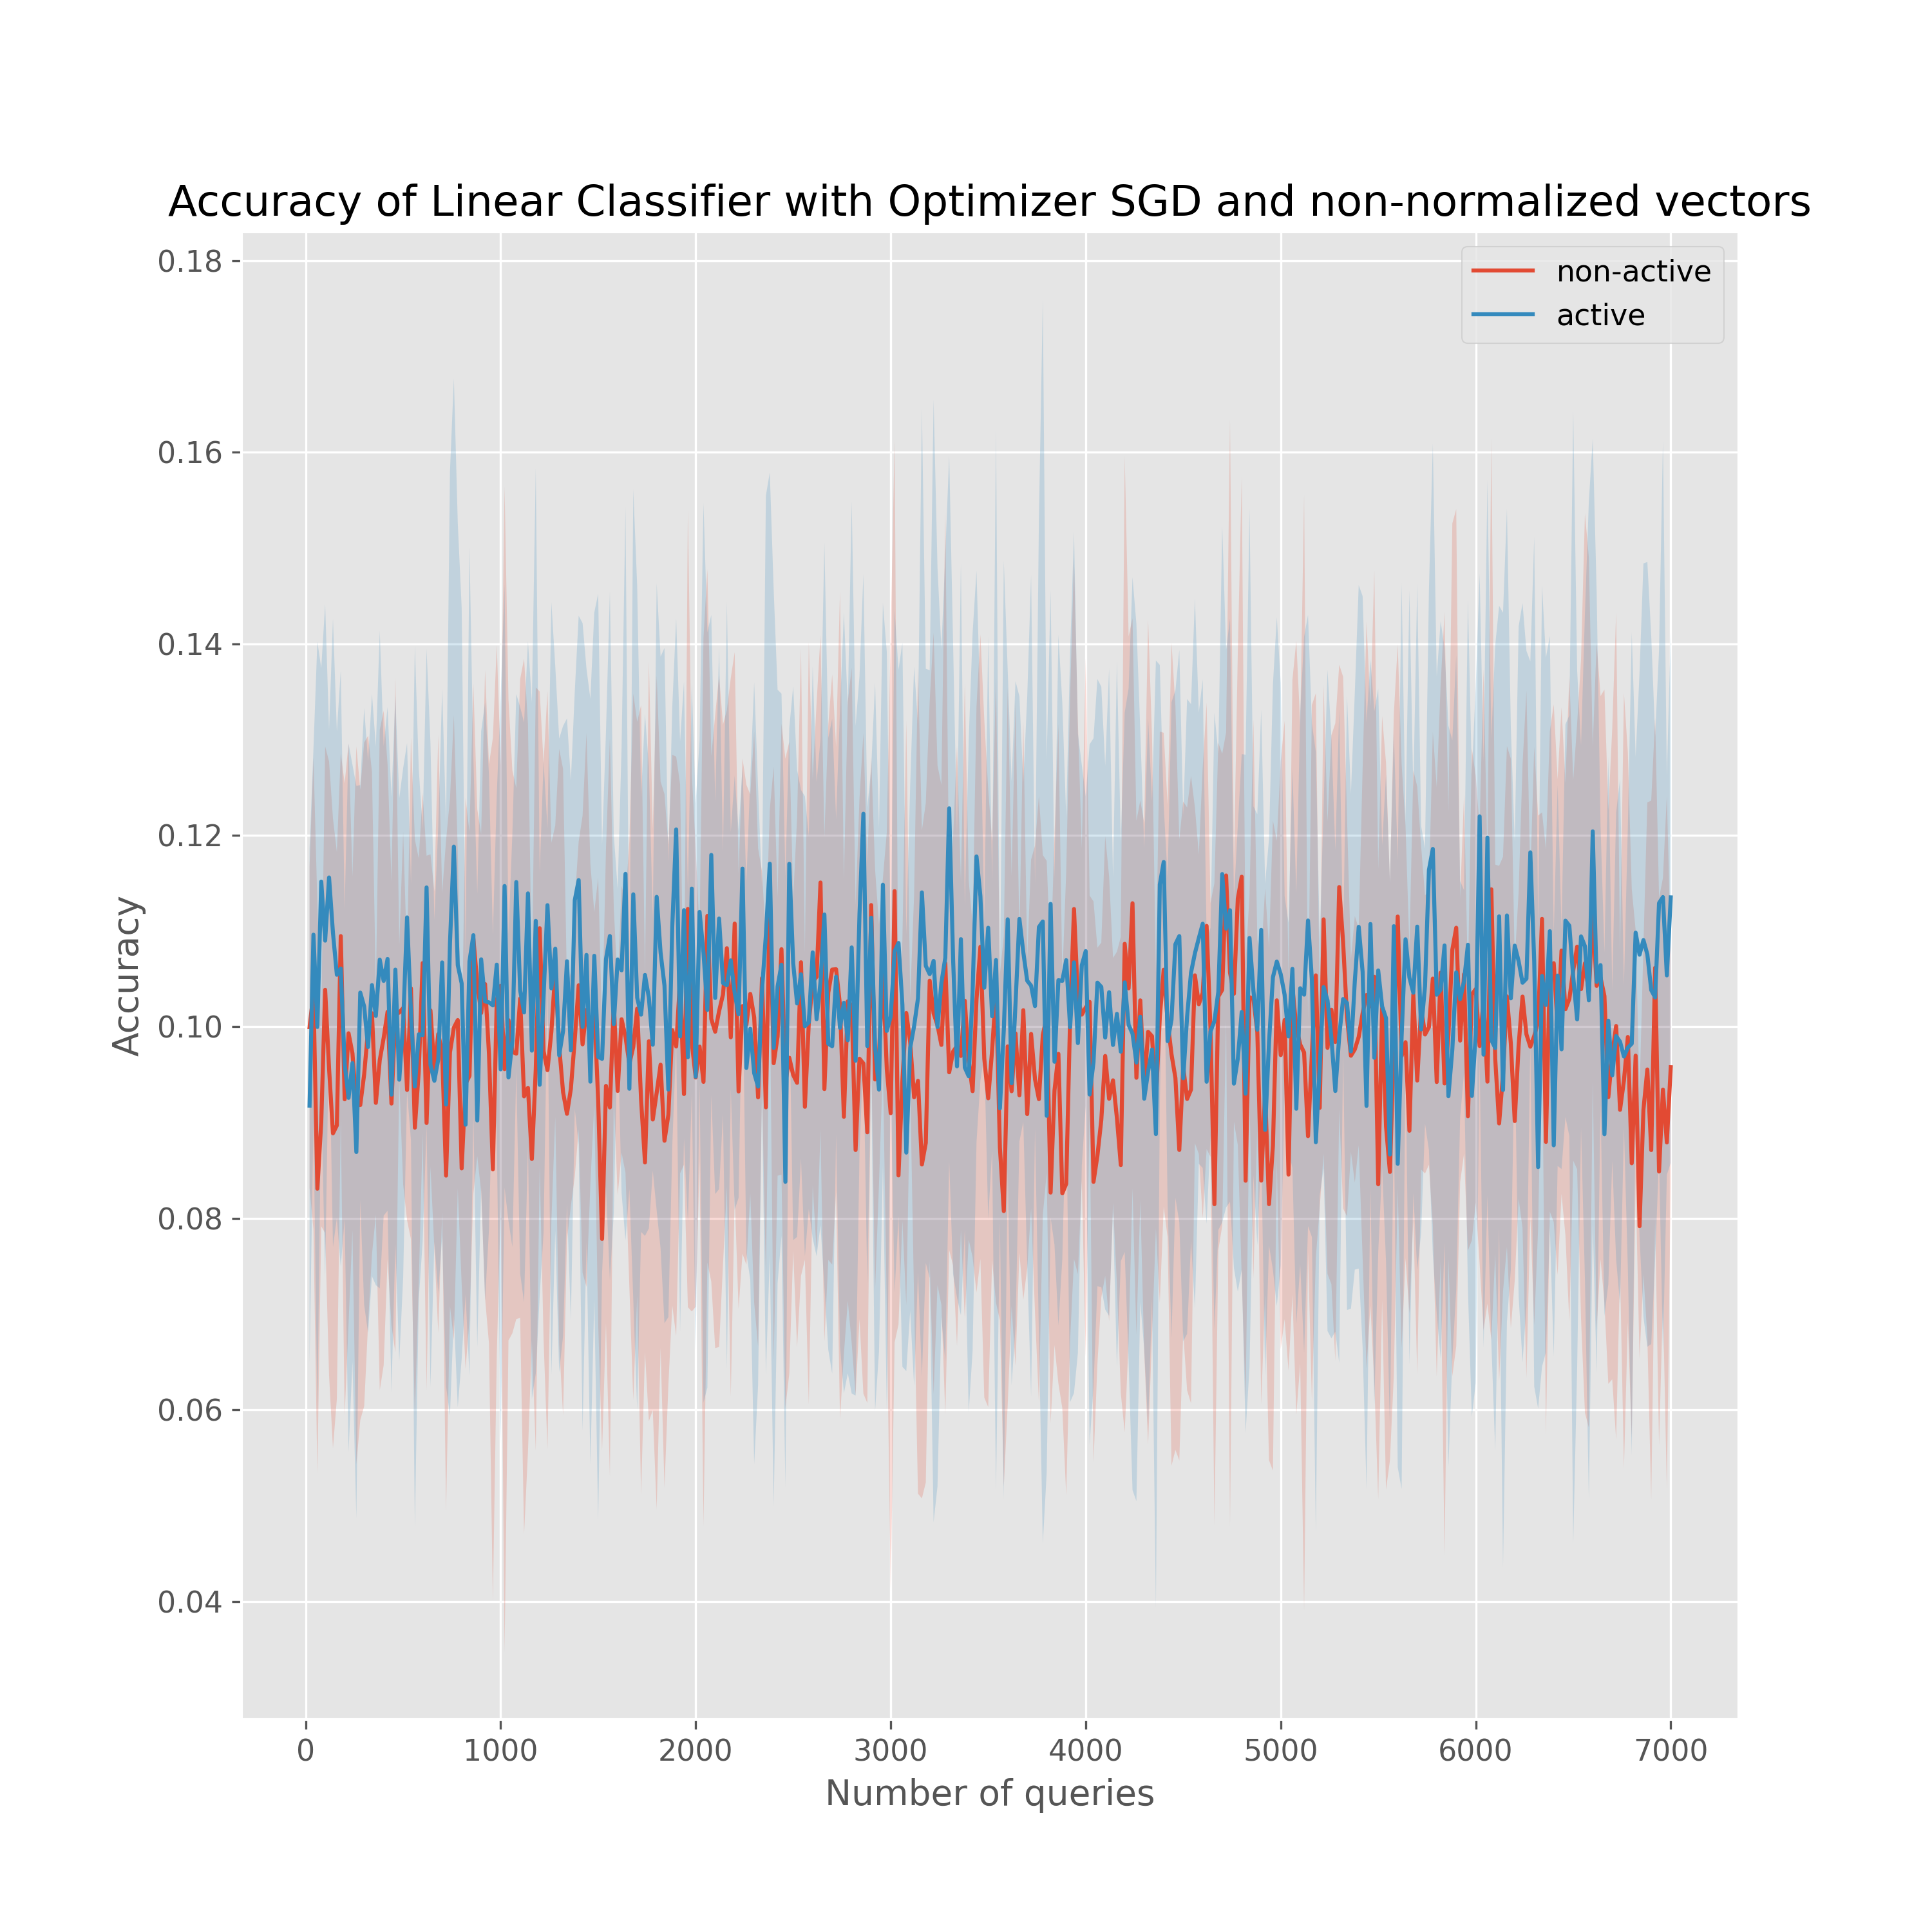 Accuracy of Linear Classifier with Optimizer SGD and non-normalized vectors
non-active
active
0.18
0.16
0.14
0.12
0.10
0.08
0.06
0.04
Accuracy
0 1000 2000 3000 4000 5000 6000 7000
Number of queries